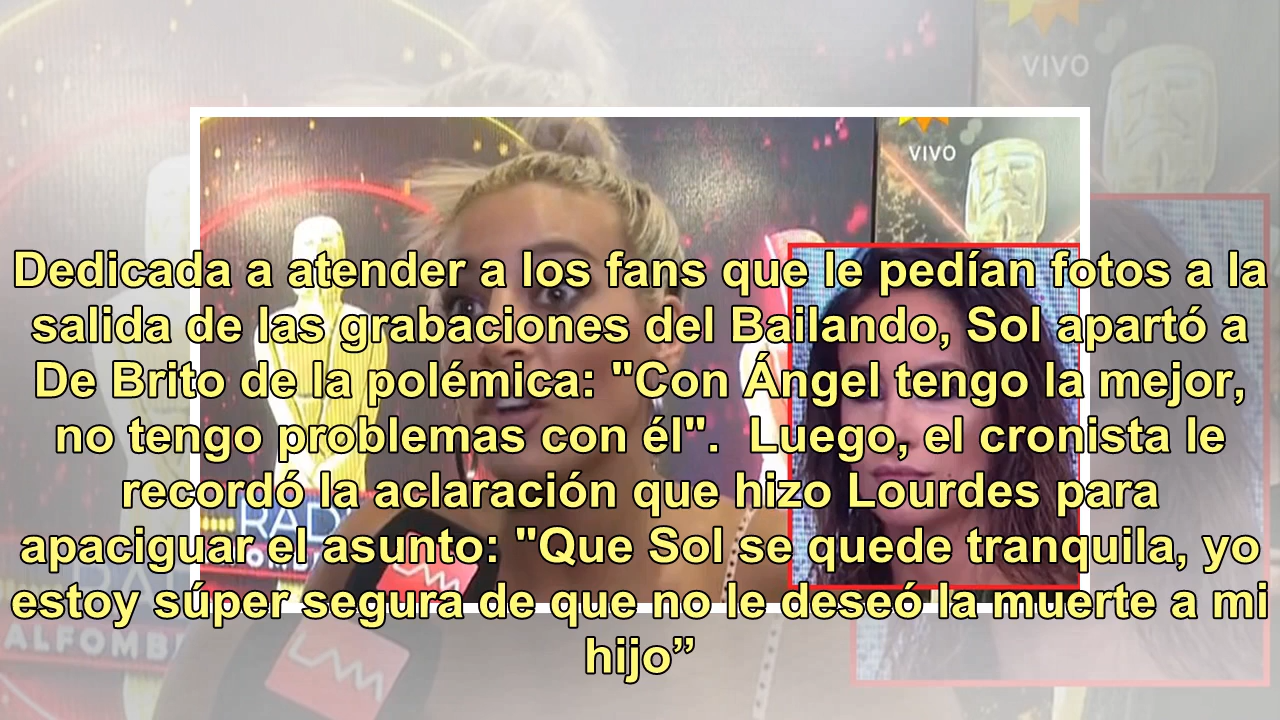 VIVO
VIVO
Dedicada a atender a los fans que le pedían fotos a la
salida de las grabaciones del Bailando, Sol apartó a
De Brito de la polémica: "Con Ángel tengo la mejor,
no tengo problemas con él".  Luego, el cronista le
recordó la aclaración que hizo Lourdes para
apaciguar el asunto: "Que Sol se quede tranquila, yo
estoy súper segura de que no le deseó la muerte a mi
hijo”
LAM
LAM